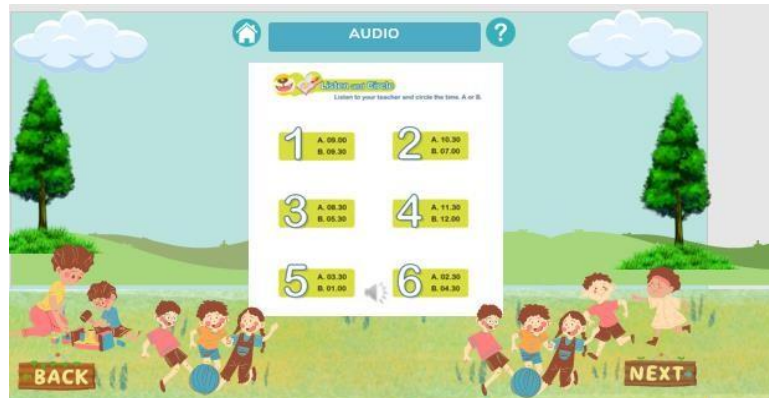 AUDIO
?
Listen and Circle
Listen to your teacher and circle the time. A or B.
1
A. 09.00
B. 09.30
2
A. 10.30
B. 07.00
3
A. 08.30
B. 05.30
4
A. 11.30
B. 12.00
5
A. 03.30
B. 01.00
6
A. 02.30
B. 04.30
BACK
NEXT